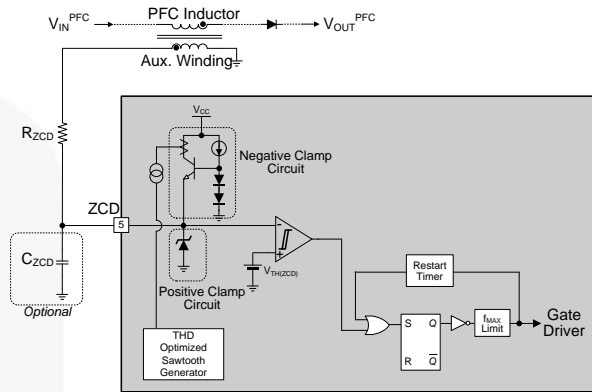 PFC Inductor
V_IN^PFC
V_OUT^PFC
Aux. Winding
R_ZCD
V_CC
Negative Clamp
Circuit
ZCD
5
C_ZCD
Optional
Positive Clamp
Circuit
-
+
V_TH(ZCD)
THD
Optimized
Sawtooth
Generator
Restart
Timer
S
Q
R
Q̅
f_MAX
Limit
Gate
Driver